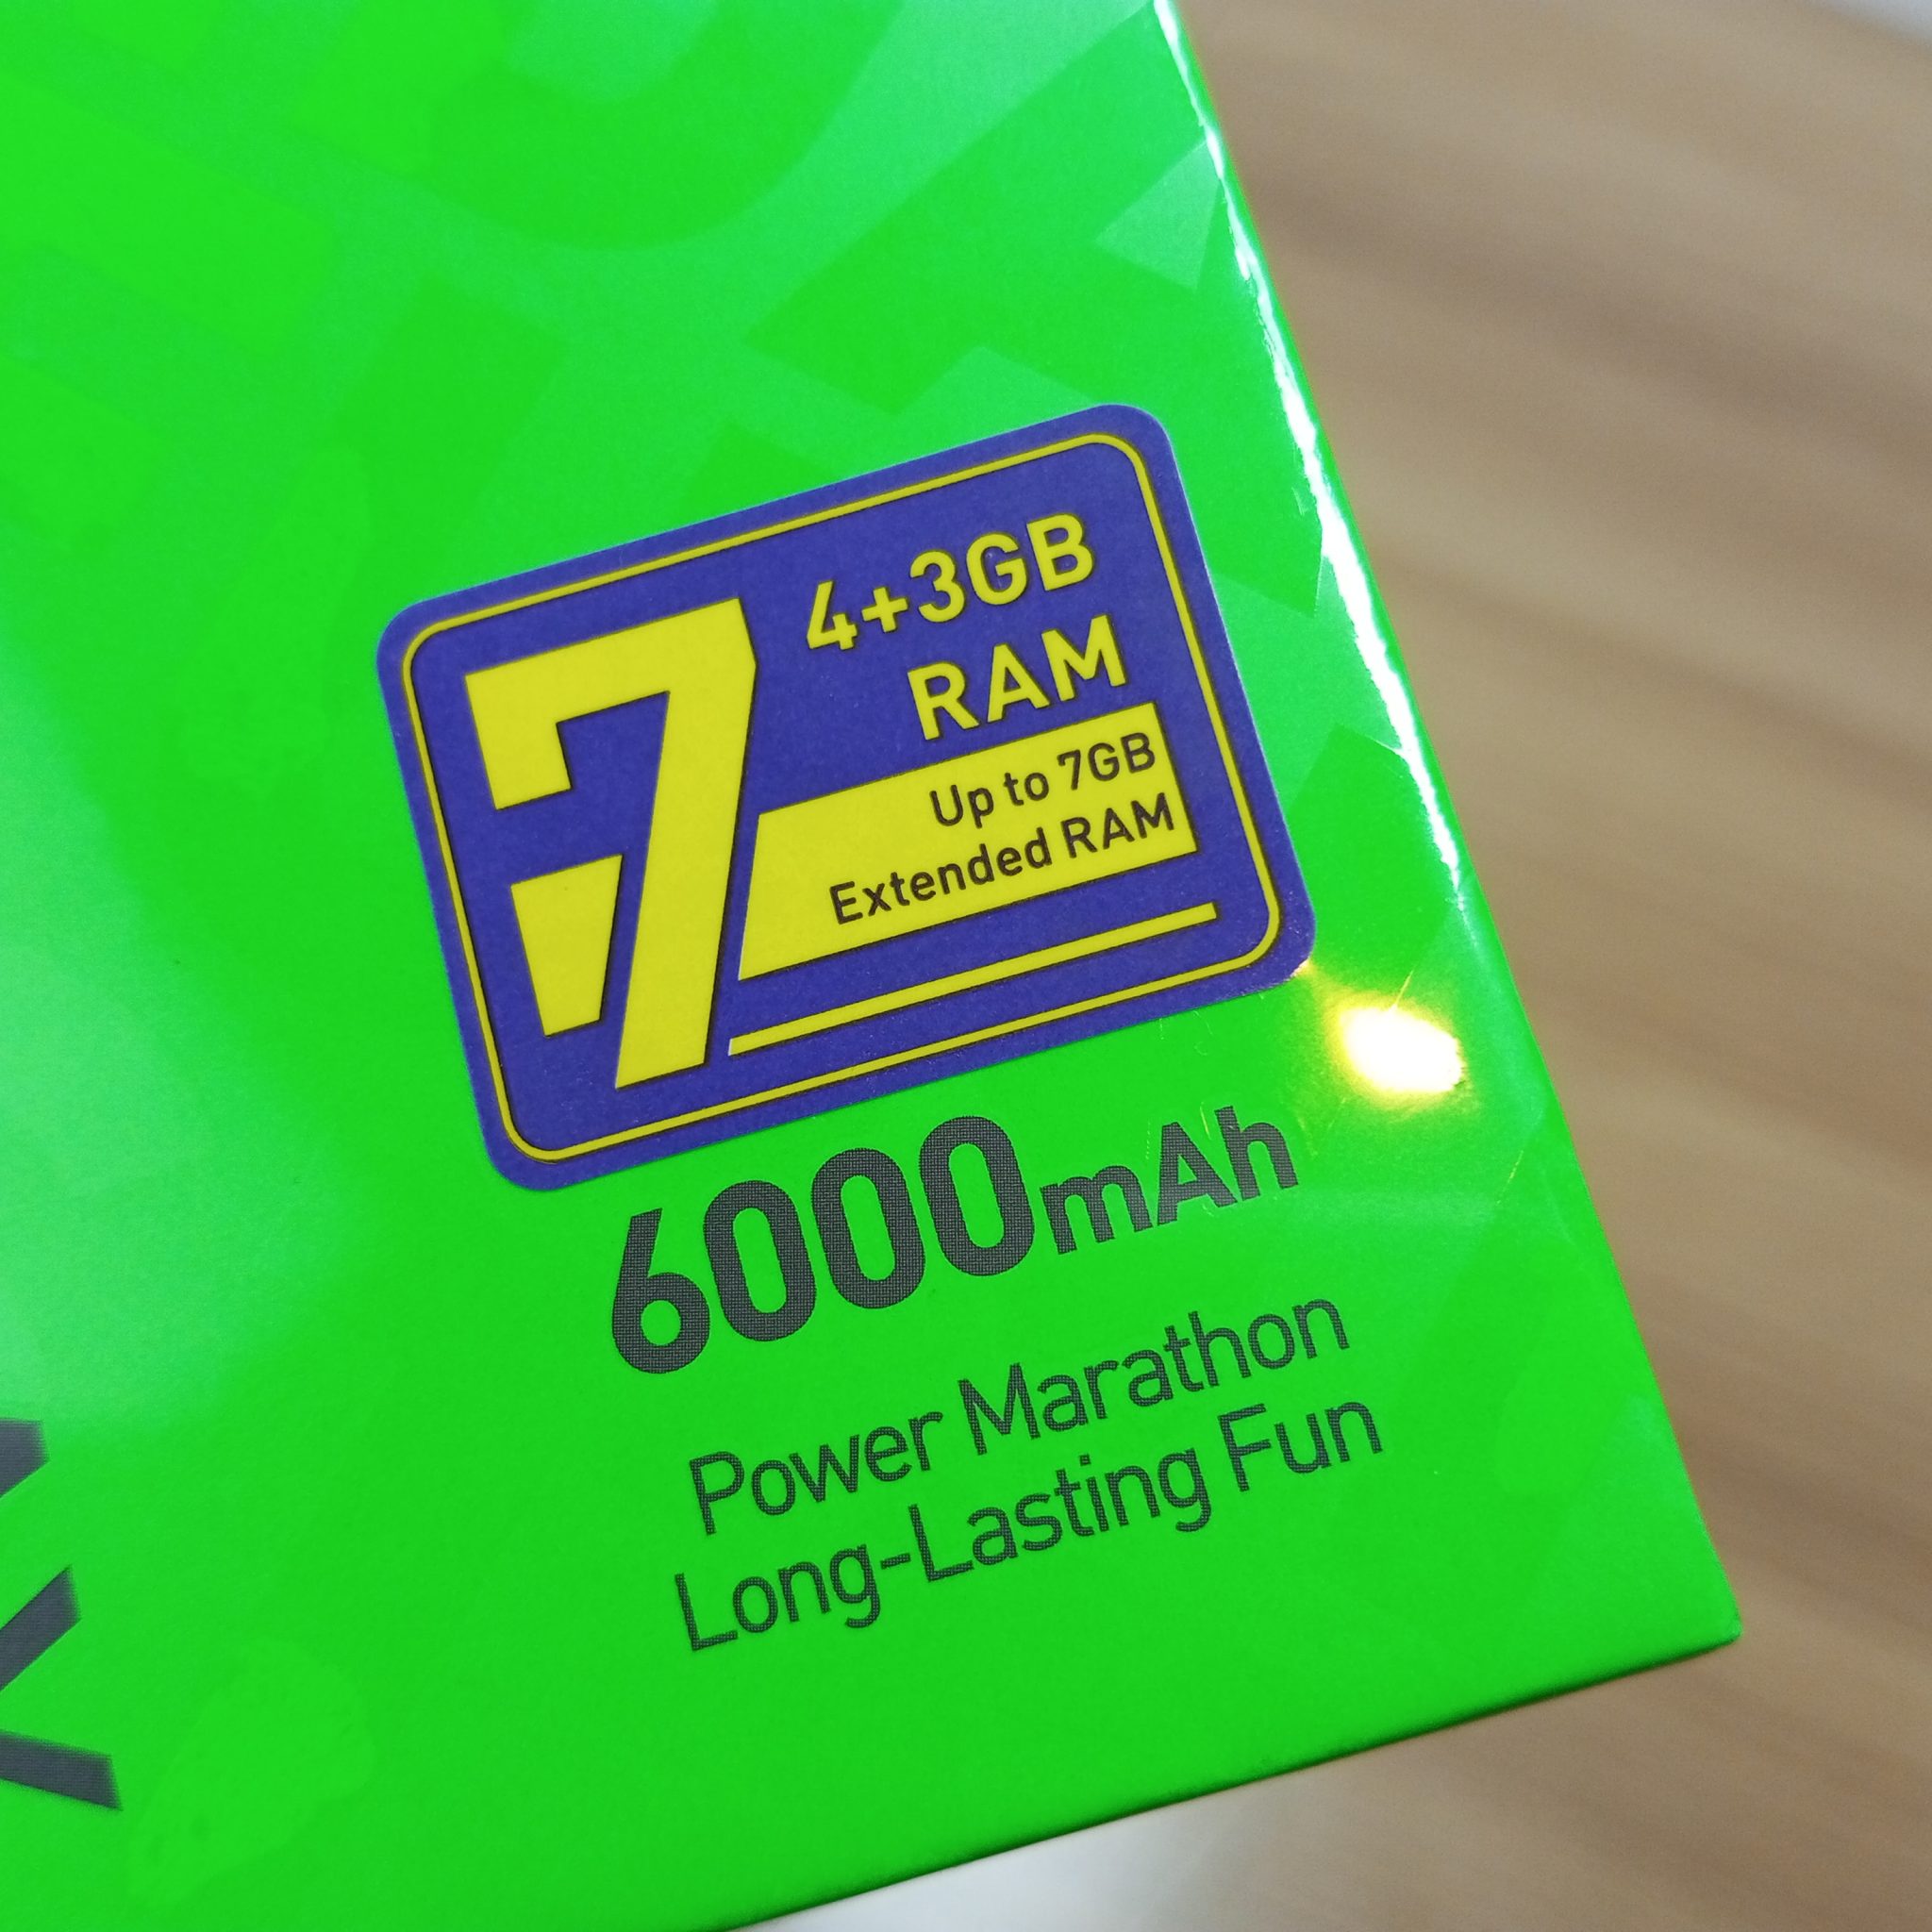 7
4+3GB
RAM
Up to 7GB
Extended RAM
6000mAh
Power Marathon
Long-Lasting Fun